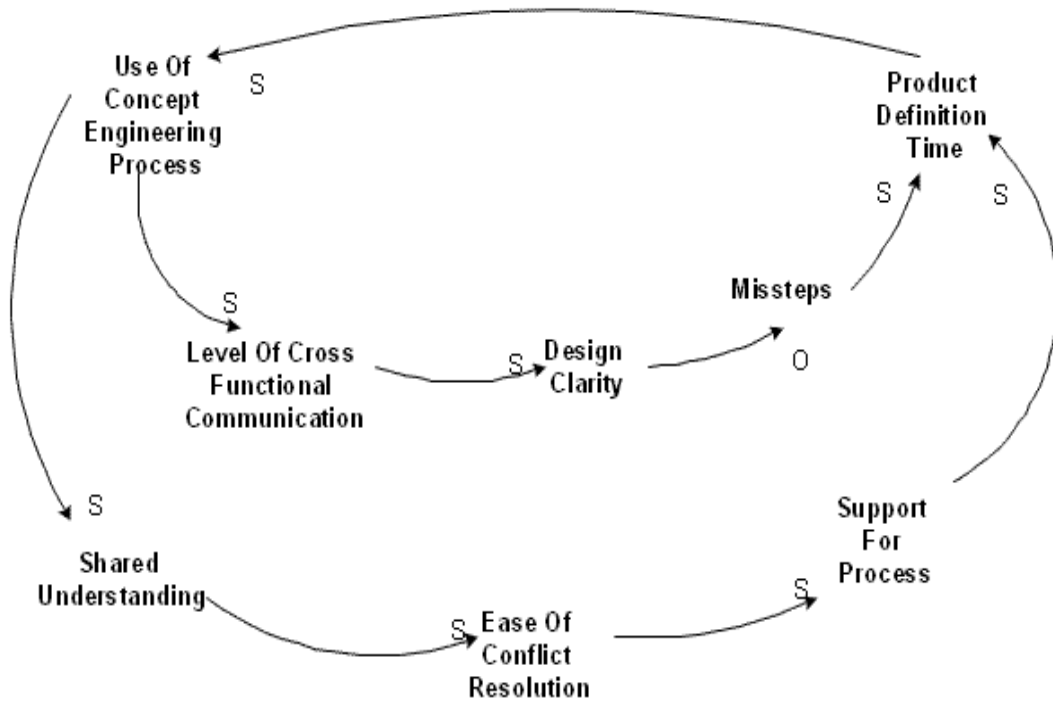 Use Of
Concept
Engineering
Process
S
Product
Definition
Time
S
S
Missteps
S
Level Of Cross
Functional
Communication
S
Design
Clarity
O
S
Shared
Understanding
Support
For
Process
S
S
Ease Of
Conflict
Resolution